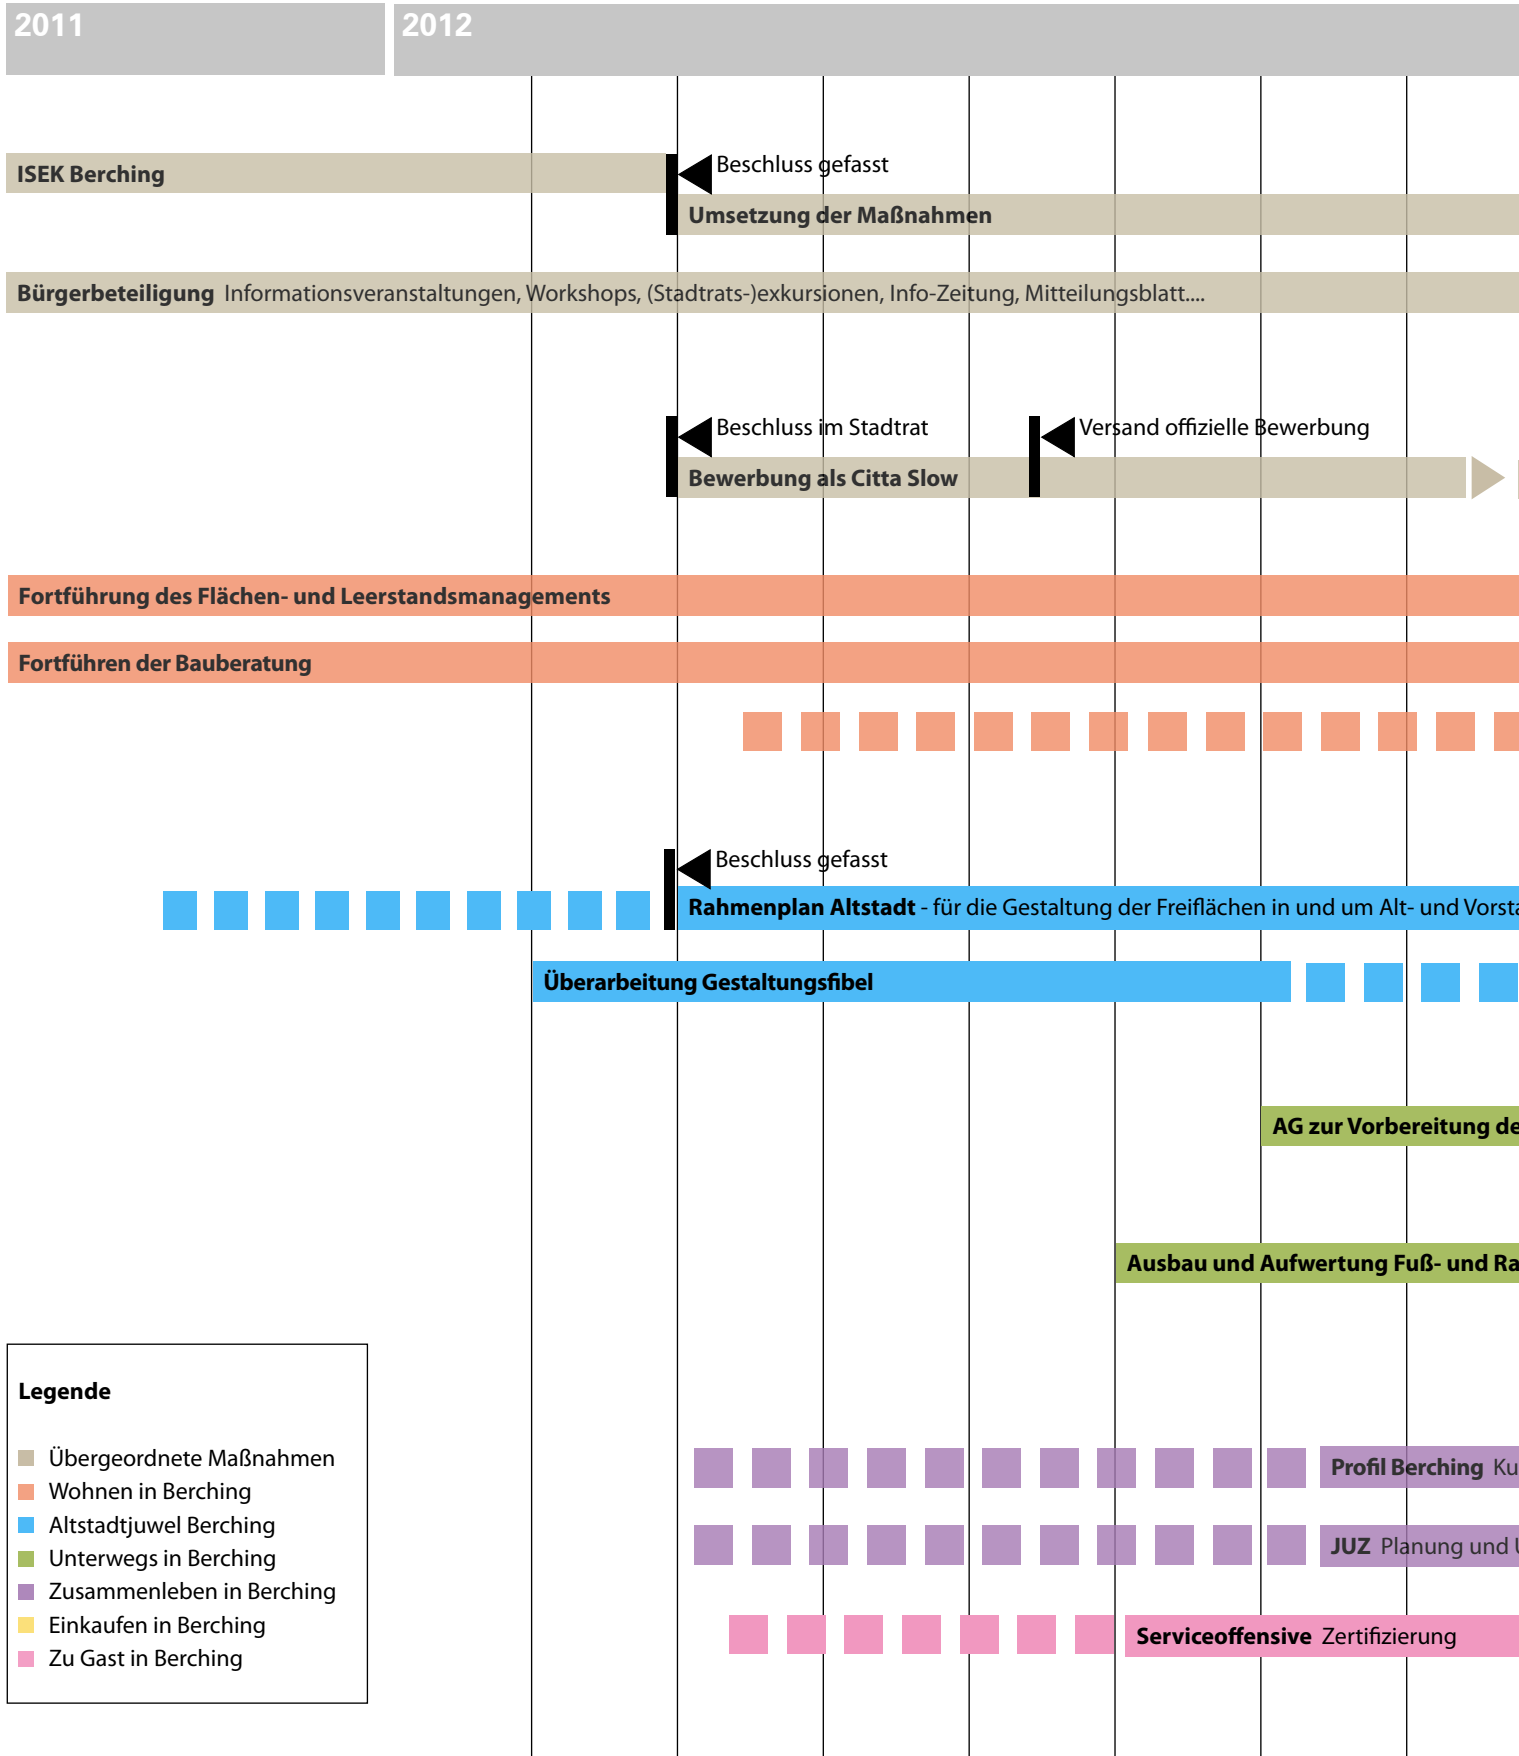 2011
2012
ISEK Berching
Beschluss gefasst
Umsetzung der Maßnahmen
Bürgerbeteiligung Informationsveranstaltungen, Workshops, (Stadtrats-)exkursionen, Info-Zeitung, Mitteilungsblatt....
Beschluss im Stadtrat
Versand offizielle Bewerbung
Bewerbung als Citta Slow
Fortführung des Flächen- und Leerstandsmanagements
Fortführen der Bauberatung
Beschluss gefasst
Rahmenplan Altstadt - für die Gestaltung der Freiflächen in und um Alt- und Vorsta
Überarbeitung Gestaltungsfibel
AG zur Vorbereitung de
Ausbau und Aufwertung Fuß- und Ra
Legende
Übergeordnete Maßnahmen
Wohnen in Berching
Altstadtjuwel Berching
Unterwegs in Berching
Zusammenleben in Berching
Einkaufen in Berching
Zu Gast in Berching
Profil Berching Ku
JUZ Planung und U
Serviceoffensive Zertifizierung